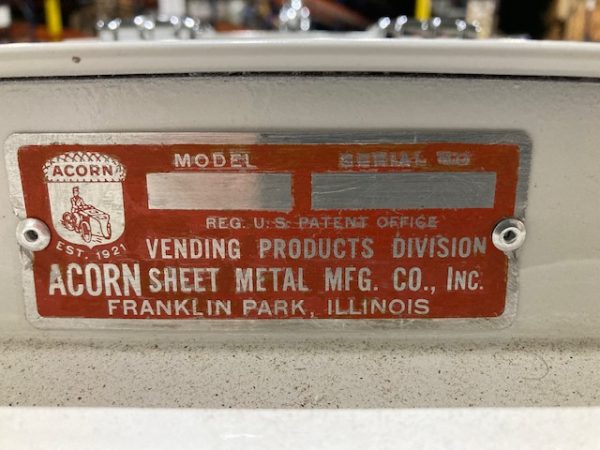 ACORN
EST. 1921
MODEL
SERIAL NO
REG. U.S. PATENT OFFICE
VENDING PRODUCTS DIVISION
ACORN SHEET METAL MFG. CO., INC.
FRANKLIN PARK, ILLINOIS